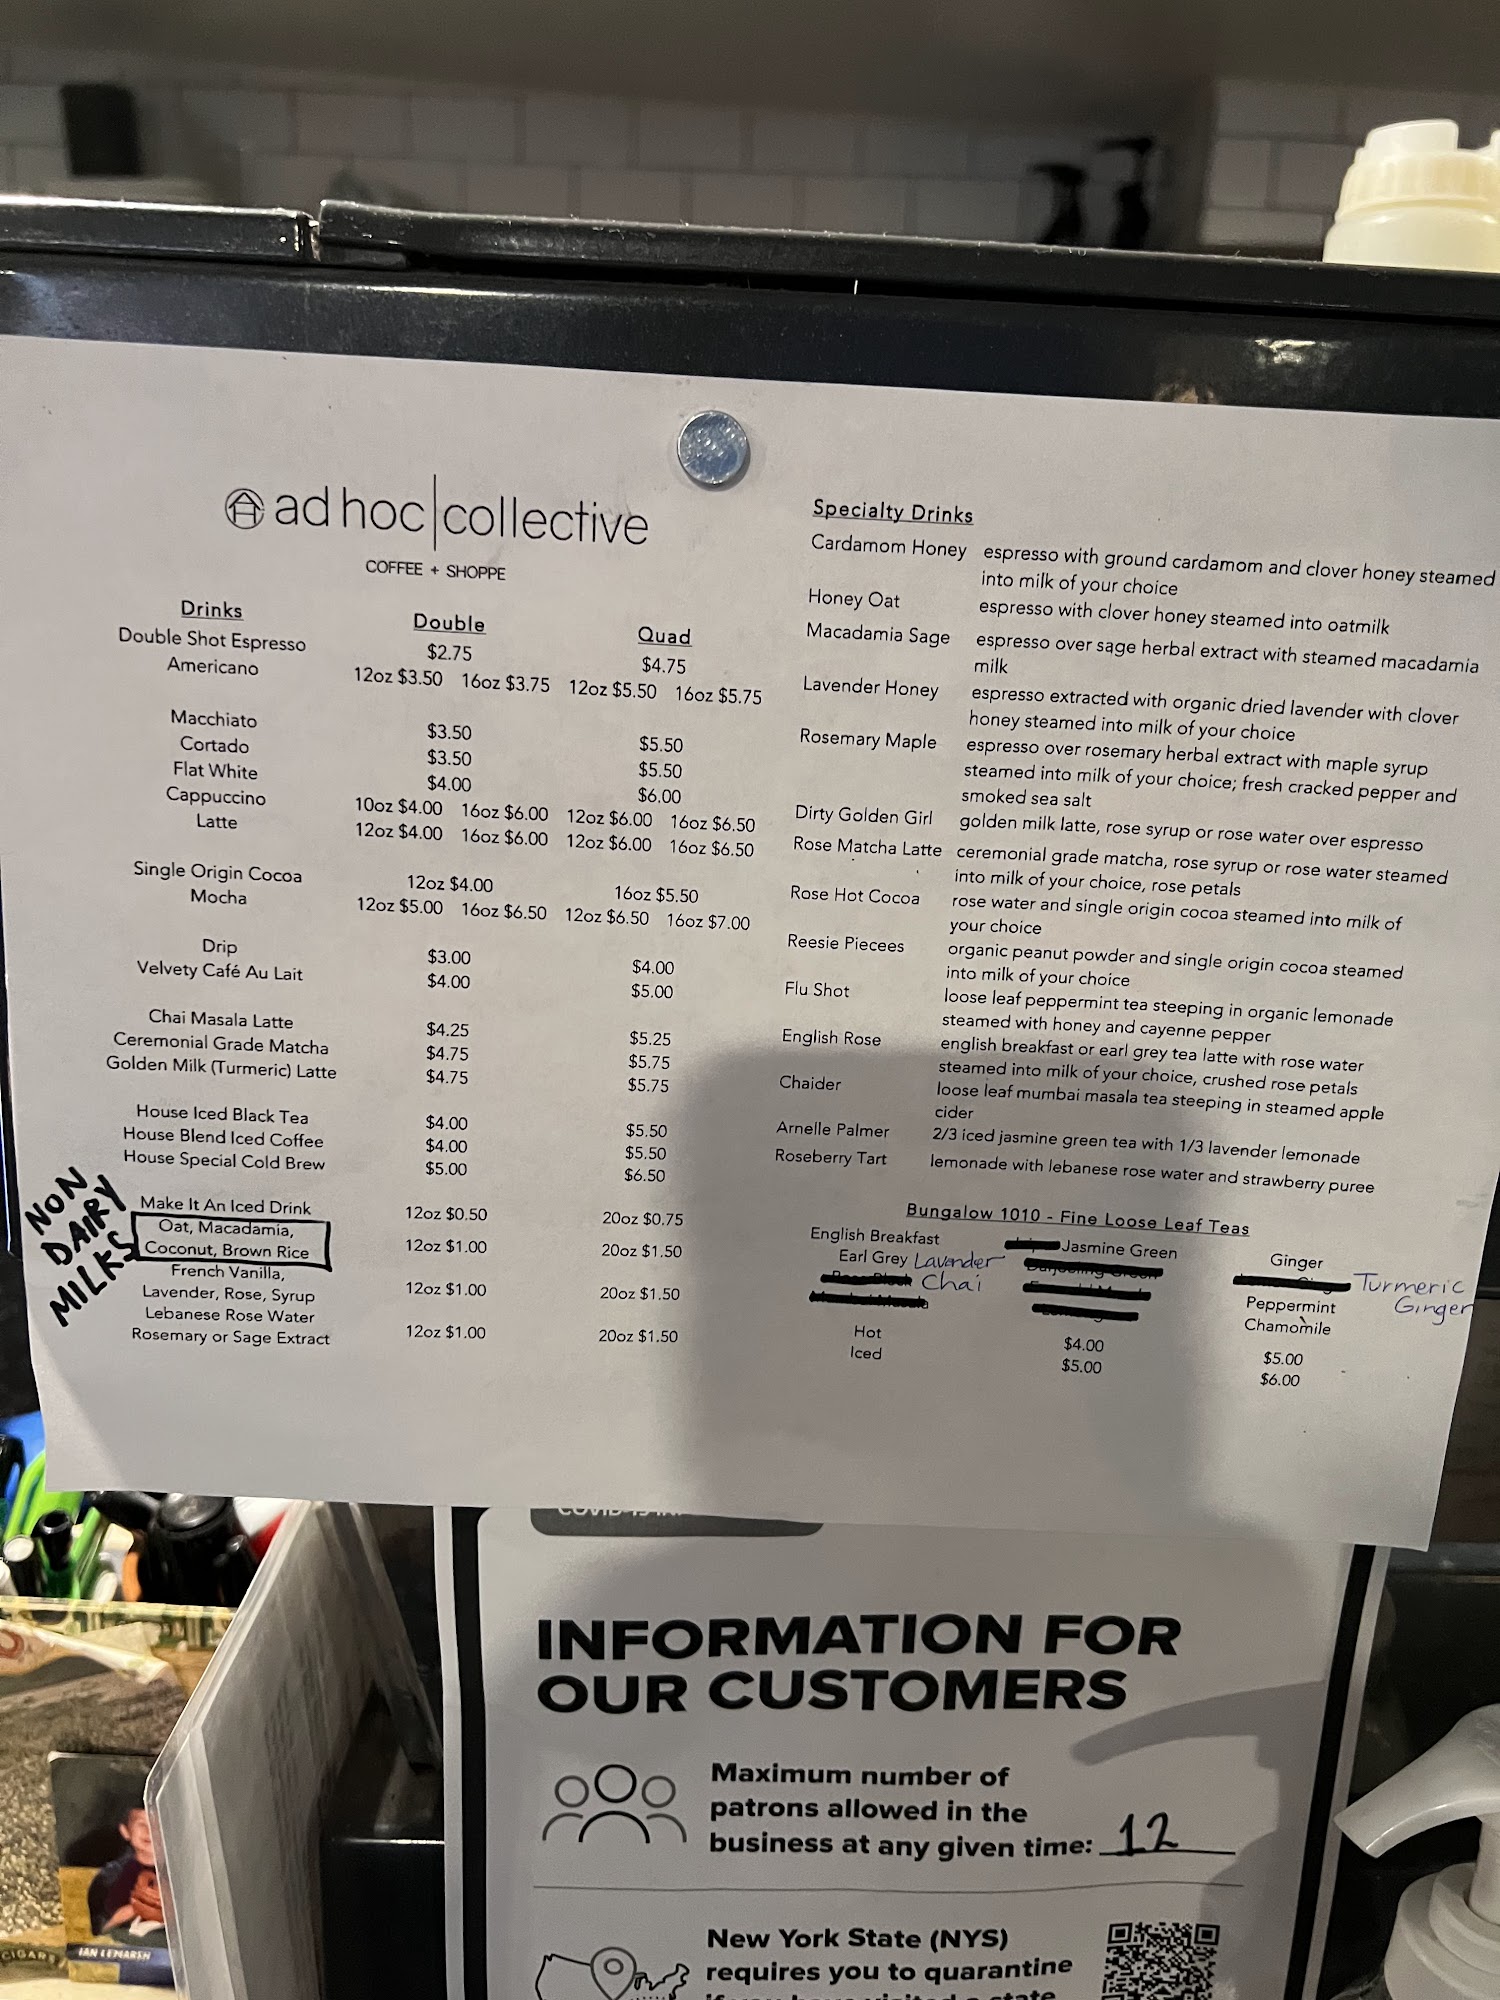 ad hoc collective
COFFEE + SHOPPE
Drinks Double Quad
Double Shot Espresso $2.75 $4.75
Americano 12oz $3.50 16oz $3.75 12oz $5.50 16oz $5.75
Macchiato $3.50 $5.50
Cortado $3.50 $5.50
Flat White $4.00 $6.00
Cappuccino 10oz $4.00 16oz $6.00 12oz $6.00 16oz $6.50
Latte 12oz $4.00 16oz $6.00 12oz $6.00 16oz $6.50
Single Origin Cocoa 12oz $4.00 16oz $5.50
Mocha 12oz $5.00 16oz $6.50 12oz $6.50 16oz $7.00
Drip $3.00 $4.00
Velvety Café Au Lait $4.00 $5.00
Chai Masala Latte $4.25 $5.25
Ceremonial Grade Matcha $4.75 $5.75
Golden Milk (Turmeric) Latte $4.75 $5.75
House Iced Black Tea $4.00 $5.50
House Blend Iced Coffee $4.00 $5.50
House Special Cold Brew $5.00 $6.50
Make It An Iced Drink 12oz $0.50 20oz $0.75
NON
DAIRY
MILKS
Oat, Macadamia,
Coconut, Brown Rice 12oz $1.00 20oz $1.50
French Vanilla,
Lavender, Rose, Syrup 12oz $1.00 20oz $1.50
Lebanese Rose Water
Rosemary or Sage Extract 12oz $1.00 20oz $1.50
Specialty Drinks
Cardamom Honey espresso with ground cardamom and clover honey steamed
into milk of your choice
Honey Oat espresso with clover honey steamed into oatmilk
Macadamia Sage espresso over sage herbal extract with steamed macadamia
milk
Lavender Honey espresso extracted with organic dried lavender with clover
honey steamed into milk of your choice
Rosemary Maple espresso over rosemary herbal extract with maple syrup
steamed into milk of your choice; fresh cracked pepper and
smoked sea salt
Dirty Golden Girl golden milk latte, rose syrup or rose water over espresso
Rose Matcha Latte ceremonial grade matcha, rose syrup or rose water steamed
into milk of your choice, rose petals
Rose Hot Cocoa rose water and single origin cocoa steamed into milk of
your choice
Reesie Piecees organic peanut powder and single origin cocoa steamed
into milk of your choice
Flu Shot loose leaf peppermint tea steeping in organic lemonade
steamed with honey and cayenne pepper
English Rose english breakfast or earl grey tea latte with rose water
steamed into milk of your choice, crushed rose petals
Chaider loose leaf mumbai masala tea steeping in steamed apple
cider
Arnelle Palmer 2/3 iced jasmine green tea with 1/3 lavender lemonade
Roseberry Tart lemonade with lebanese rose water and strawberry puree
Bungalow 1010 - Fine Loose Leaf Teas
English Breakfast Jasmine Green Ginger
Earl Grey Lavender
Chai Turmeric
Ginger
Peppermint
Chamomile
Hot $4.00 $5.00
Iced $5.00 $6.00
INFORMATION FOR
OUR CUSTOMERS
Maximum number of
patrons allowed in the
business at any given time: 12
New York State (NYS)
requires you to quarantine
CIGARS
IAN LEMARSH